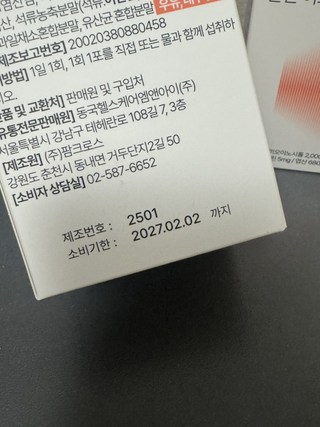 산, 석류농축분말(석류
과일채소혼합분말, 유산균 혼합분말
제조보고번호] 20020380880458
방법] 1일 1회, 1회 1포를 직접 또는 물과 함께 섭취하
시오.
품 및 교환처] 판매원 및 구입처
유통전문판매원] 동국헬스케어엠앤아이(주)
서울특별시 강남구 테헤란로 108길 7, 3층
[제조원] (주)팜크로스
강원도 춘천시 동내면 거두단지2길 50
[소비자 상담실] 02-587-6652
제조번호 : 2501
소비기한 : 2027.02.02 까지